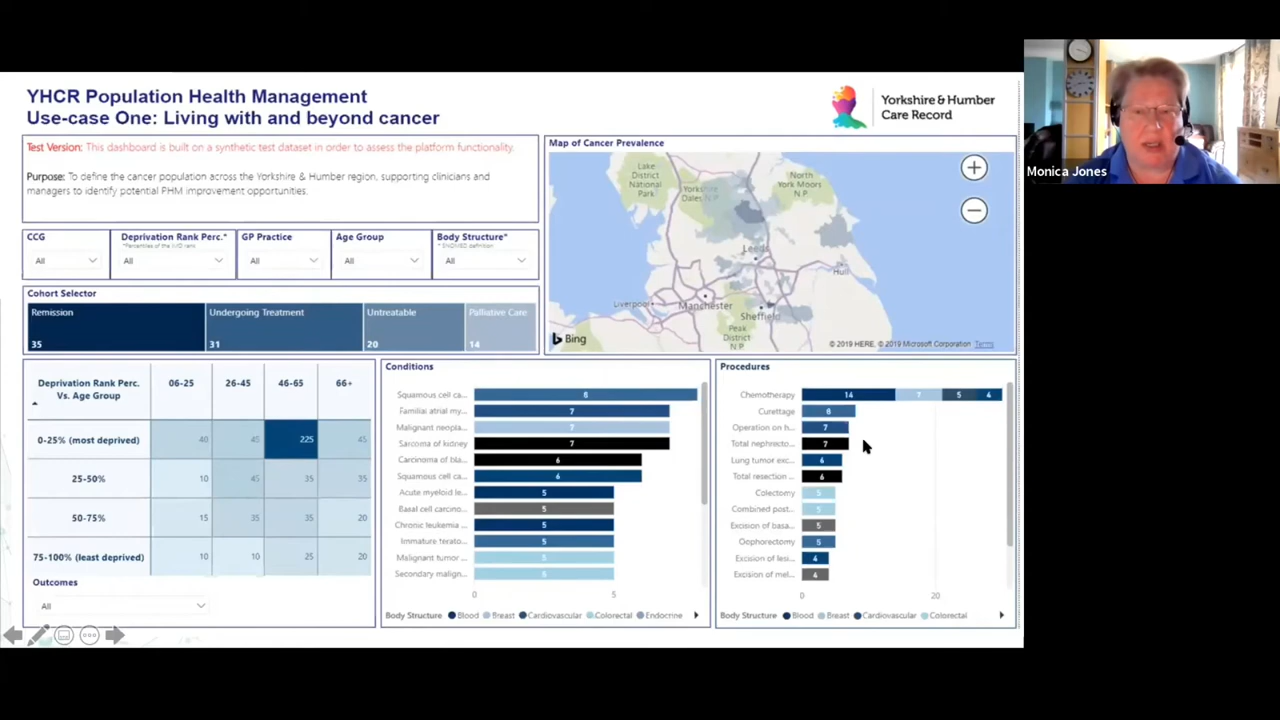 YHCR Population Health Management
Use-case One: Living with and beyond cancer
Yorkshire & Humber
Care Record
Monica Jones
Test Version: This dashboard is built on a synthetic test dataset in order to assess the platform functionality.
Purpose: To define the cancer population across the Yorkshire & Humber region, supporting clinicians and
managers to identify potential PHM improvement opportunities.
CCG
All
Deprivation Rank Perc.*
*Percentiles of the IMD rank
All
GP Practice
All
Age Group
All
Body Structure*
* SNOMED definition
All
Cohort Selector
Remission
35
Undergoing Treatment
31
Untreatable
20
Palliative Care
14
Map of Cancer Prevalence
Lake
District
National
Park
Yorkshire
Dales N.P.
North
York Moors
N.P.
Leeds
Hull
Liverpool
Manchester
Sheffield
Peak
District
N.P.
Bing
© 2019 HERE, © 2019 Microsoft Corporation Terms
Deprivation Rank Perc.
Vs. Age Group
06-25 26-45 46-65 66+
0-25% (most deprived) 40 45 225 45
25-50% 10 45 35 35
50-75% 15 35 35 20
75-100% (least deprived) 10 10 25 20
Outcomes
All
Conditions
Squamous cell ca... 8
Familial atrial my... 7
Malignant neopla... 7
Sarcoma of kidney 7
Carcinoma of bla... 6
Squamous cell ca... 6
Acute myeloid le... 5
Basal cell carcino... 5
Chronic leukemia ... 5
Immature terato... 5
Malignant tumor ... 5
Secondary malign... 5
0 5
Body Structure Blood Breast Cardiovascular Colorectal Endocrine
Procedures
Chemotherapy 14 7 5 4
Curettage 8
Operation on h... 7
Total nephrecto... 7
Lung tumor exc... 6
Total resection ... 6
Colectomy 5
Combined post... 5
Excision of basa... 5
Oophorectomy 5
Excision of lesi... 4
Excision of mel... 4
0 20
Body Structure Blood Breast Cardiovascular Colorectal